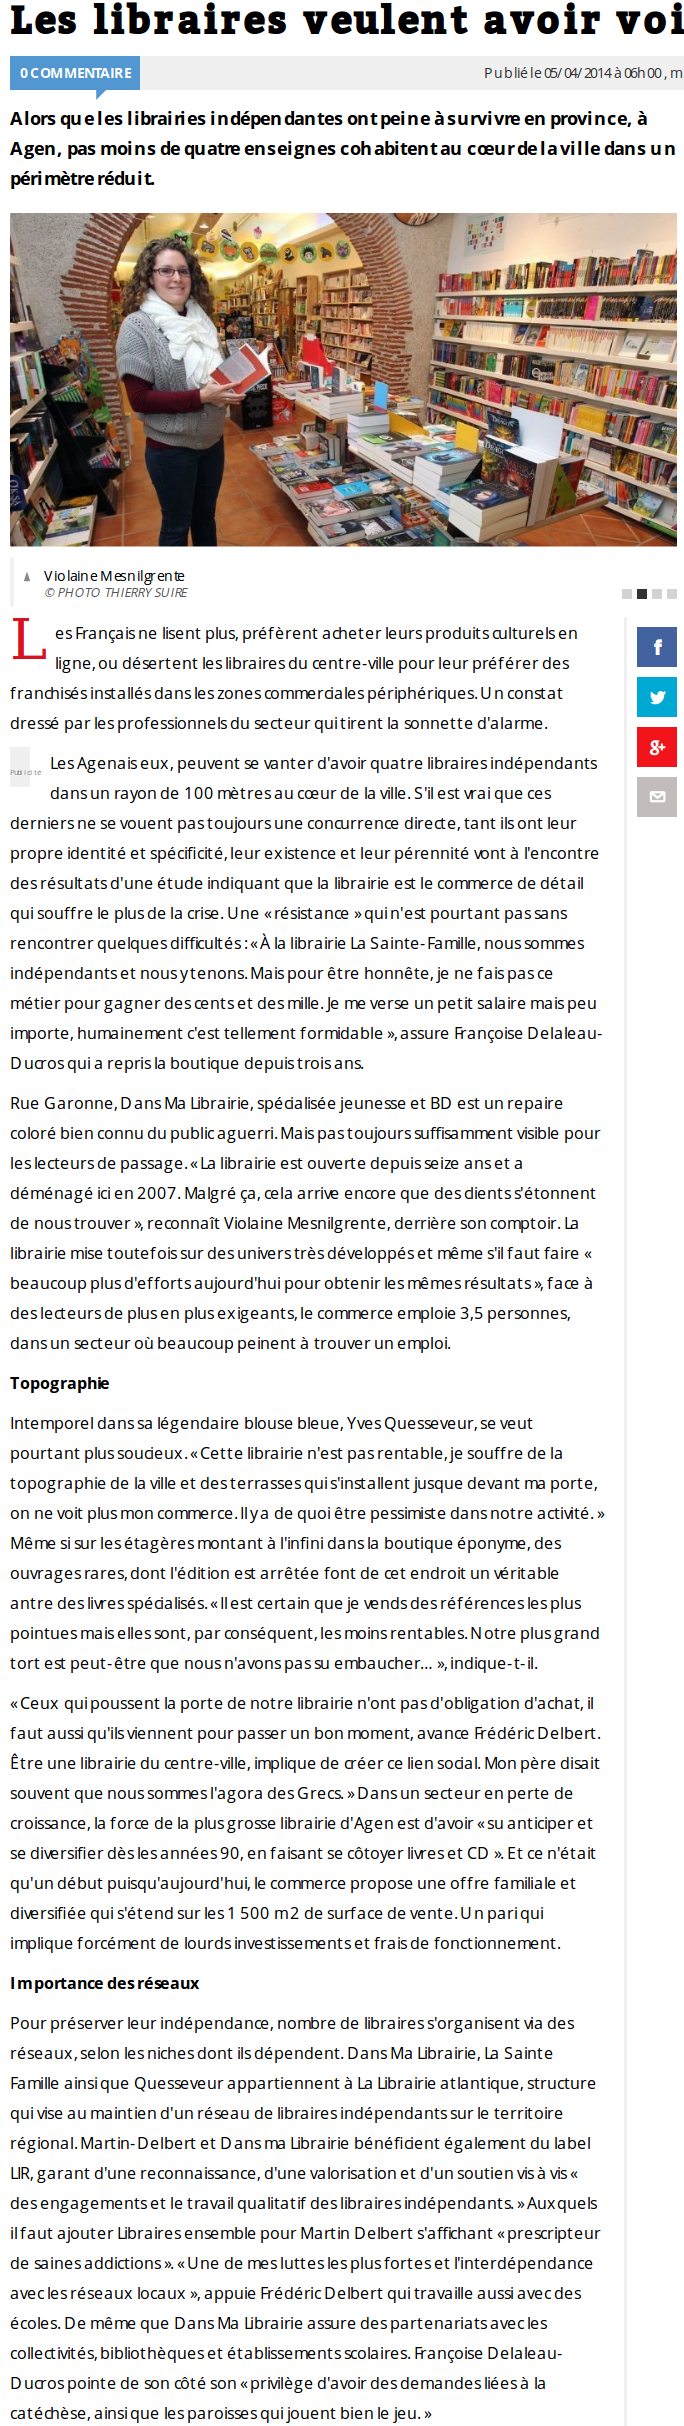 Les libraires veulent avoir voi
0 COMMENTAIRE
Publié le 05/04/2014 à 06h00 , m
Alors que les librairies indépendantes ont peine à survivre en province, à
Agen, pas moins de quatre enseignes cohabitent au cœur de la ville dans un
périmètre réduit.
Violaine Mesnilgrente
© PHOTO THIERRY SUIRE
Les Français ne lisent plus, préfèrent acheter leurs produits culturels en
ligne, ou désertent les libraires du centre-ville pour leur préférer des
franchisés installés dans les zones commerciales périphériques. Un constat
dressé par les professionnels du secteur qui tirent la sonnette d'alarme.
Publicité
Les Agenais eux, peuvent se vanter d'avoir quatre libraires indépendants
dans un rayon de 100 mètres au cœur de la ville. S'il est vrai que ces
derniers ne se vouent pas toujours une concurrence directe, tant ils ont leur
propre identité et spécificité, leur existence et leur pérennité vont à l'encontre
des résultats d'une étude indiquant que la librairie est le commerce de détail
qui souffre le plus de la crise. Une « résistance » qui n'est pourtant pas sans
rencontrer quelques difficultés : « À la librairie La Sainte-Famille, nous sommes
indépendants et nous y tenons. Mais pour être honnête, je ne fais pas ce
métier pour gagner des cents et des mille. Je me verse un petit salaire mais peu
importe, humainement c'est tellement formidable », assure Françoise Delaleau-
Ducros qui a repris la boutique depuis trois ans.
Rue Garonne, Dans Ma Librairie, spécialisée jeunesse et BD est un repaire
coloré bien connu du public aguerri. Mais pas toujours suffisamment visible pour
les lecteurs de passage. « La librairie est ouverte depuis seize ans et a
déménagé ici en 2007. Malgré ça, cela arrive encore que des clients s'étonnent
de nous trouver », reconnaît Violaine Mesnilgrente, derrière son comptoir. La
librairie mise toutefois sur des univers très développés et même s'il faut faire «
beaucoup plus d'efforts aujourd'hui pour obtenir les mêmes résultats », face à
des lecteurs de plus en plus exigeants, le commerce emploie 3,5 personnes,
dans un secteur où beaucoup peinent à trouver un emploi.
Topographie
Intemporel dans sa légendaire blouse bleue, Yves Quesseveur, se veut
pourtant plus soucieux. « Cette librairie n'est pas rentable, je souffre de la
topographie de la ville et des terrasses qui s'installent jusque devant ma porte,
on ne voit plus mon commerce. Il y a de quoi être pessimiste dans notre activité. »
Même si sur les étagères montant à l'infini dans la boutique éponyme, des
ouvrages rares, dont l'édition est arrêtée font de cet endroit un véritable
antre des livres spécialisés. « Il est certain que je vends des références les plus
pointues mais elles sont, par conséquent, les moins rentables. Notre plus grand
tort est peut-être que nous n'avons pas su embaucher… », indique-t-il.
« Ceux qui poussent la porte de notre librairie n'ont pas d'obligation d'achat, il
faut aussi qu'ils viennent pour passer un bon moment, avance Frédéric Delbert.
Être une librairie du centre-ville, implique de créer ce lien social. Mon père disait
souvent que nous sommes l'agora des Grecs. » Dans un secteur en perte de
croissance, la force de la plus grosse librairie d'Agen est d'avoir « su anticiper et
se diversifier dès les années 90, en faisant se côtoyer livres et CD ». Et ce n'était
qu'un début puisqu'aujourd'hui, le commerce propose une offre familiale et
diversifiée qui s'étend sur les 1 500 m2 de surface de vente. Un pari qui
implique forcément de lourds investissements et frais de fonctionnement.
Importance des réseaux
Pour préserver leur indépendance, nombre de libraires s'organisent via des
réseaux, selon les niches dont ils dépendent. Dans Ma Librairie, La Sainte
Famille ainsi que Quesseveur appartiennent à La Librairie atlantique, structure
qui vise au maintien d'un réseau de libraires indépendants sur le territoire
régional. Martin-Delbert et Dans ma Librairie bénéficient également du label
LIR, garant d'une reconnaissance, d'une valorisation et d'un soutien vis à vis «
des engagements et le travail qualitatif des libraires indépendants. » Aux quels
il faut ajouter Libraires ensemble pour Martin Delbert s'affichant « prescripteur
de saines addictions ». « Une de mes luttes les plus fortes et l'interdépendance
avec les réseaux locaux », appuie Frédéric Delbert qui travaille aussi avec des
écoles. De même que Dans Ma Librairie assure des partenariats avec les
collectivités, bibliothèques et établissements scolaires. Françoise Delaleau-
Ducros pointe de son côté son « privilège d'avoir des demandes liées à la
catéchèse, ainsi que les paroisses qui jouent bien le jeu. »